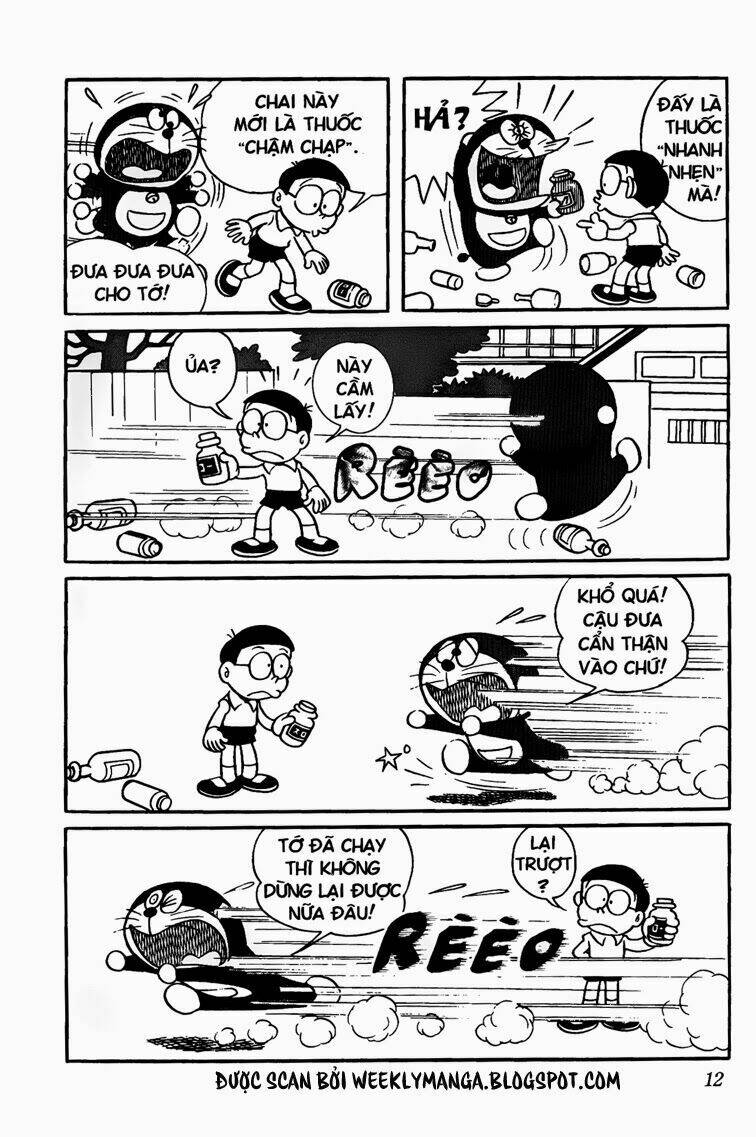 ĐẤY LÀ
THUỐC
"NHANH
NHẸN"
MÀ!
HẢ?
CHAI NÀY
MỚI LÀ THUỐC
"CHẬM CHẠP".
ĐƯA ĐƯA ĐƯA
CHO TỚ!
NÀY
CẦM
LẤY!
ỦA?
RÈÈO
KHỔ QUÁ!
CẬU ĐƯA
CẨN THẬN
VÀO CHỨ!
LẠI
TRƯỢT
?
RÈÈO
TỚ ĐÃ CHẠY
THÌ KHÔNG
DỪNG LẠI ĐƯỢC
NỮA ĐÂU!
ĐƯỢC SCAN BỞI WEEKLYMANGA.BLOGSPOT.COM
12